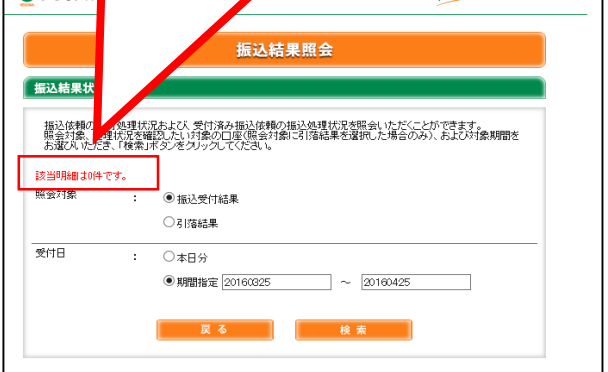 振込結果照会
振込結果状
振込依頼の 処理状況および、受付済み振込依頼の振込処理状況を照会いただくことができます。
照会対象、処理状況を確認したい対象の口座（照会対象に引落結果を選択した場合のみ）、および対象期間を
お選びいただき、「検索」ボタンをクリックしてください。
該当明細は0件です。
照会対象 : 振込受付結果
引落結果
受付日 : 本日分
期間指定 20160325 ～ 20160425
戻る 検索